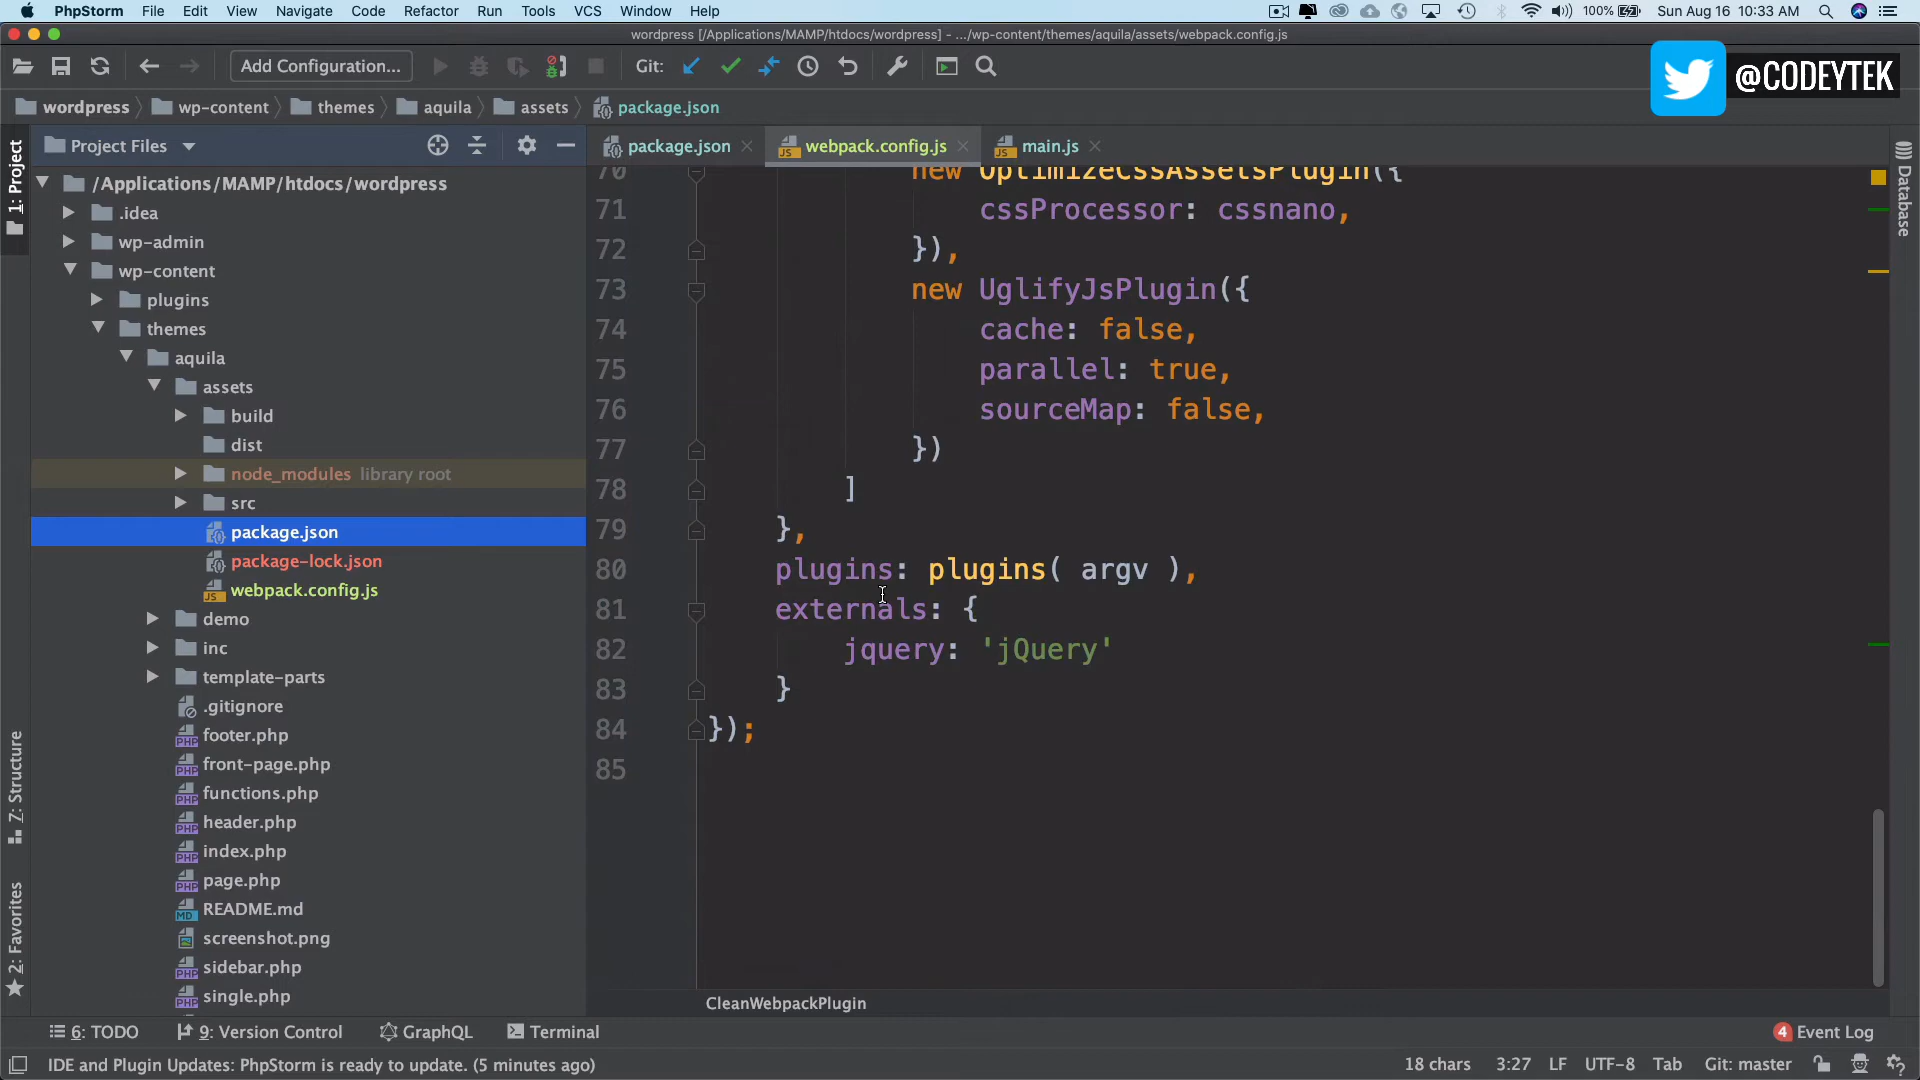 PhpStorm File Edit View Navigate Code Refactor Run Tools VCS Window Help 100% Sun Aug 16 10:33 AM
wordpress [/Applications/MAMP/htdocs/wordpress] - .../wp-content/themes/aquila/assets/webpack.config.js
Add Configuration... Git:
@CODEYTEK
wordpress wp-content themes aquila assets package.json
Project Files
package.json webpack.config.js main.js
1: Project
Database
/Applications/MAMP/htdocs/wordpress
.idea
wp-admin
wp-content
plugins
themes
aquila
assets
build
dist
node_modules library root
src
package.json
package-lock.json
webpack.config.js
demo
inc
template-parts
.gitignore
footer.php
front-page.php
functions.php
header.php
index.php
page.php
README.md
screenshot.png
sidebar.php
single.php
7: Structure
2: Favorites
70 new OptimizeCssAssetsPlugin({
71 cssProcessor: cssnano,
72 }),
73 new UglifyJsPlugin({
74 cache: false,
75 parallel: true,
76 sourceMap: false,
77 })
78 ]
79 },
80 plugins: plugins( argv ),
81 externals: {
82 jquery: 'jQuery'
83 }
84 });
85
CleanWebpackPlugin
6: TODO 9: Version Control GraphQL Terminal 4 Event Log
IDE and Plugin Updates: PhpStorm is ready to update. (5 minutes ago) 18 chars 3:27 LF UTF-8 Tab Git: master